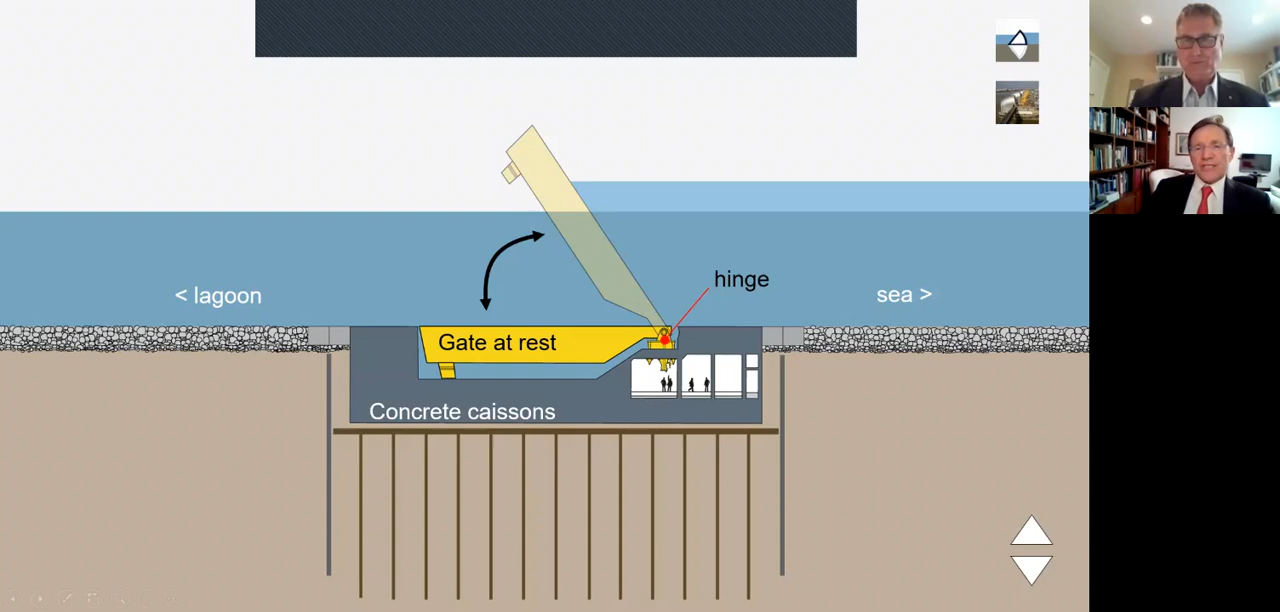 hinge
< lagoon
sea >
Gate at rest
Concrete caissons